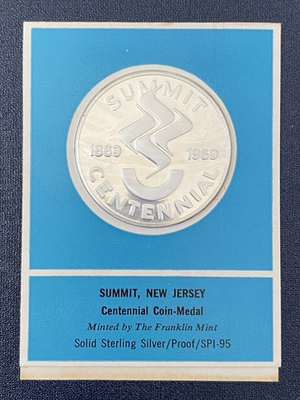 SUMMIT
1869 1969
CENTENNIAL
SUMMIT, NEW JERSEY
Centennial Coin-Medal
Minted by The Franklin Mint
Solid Sterling Silver/Proof/SPI-95